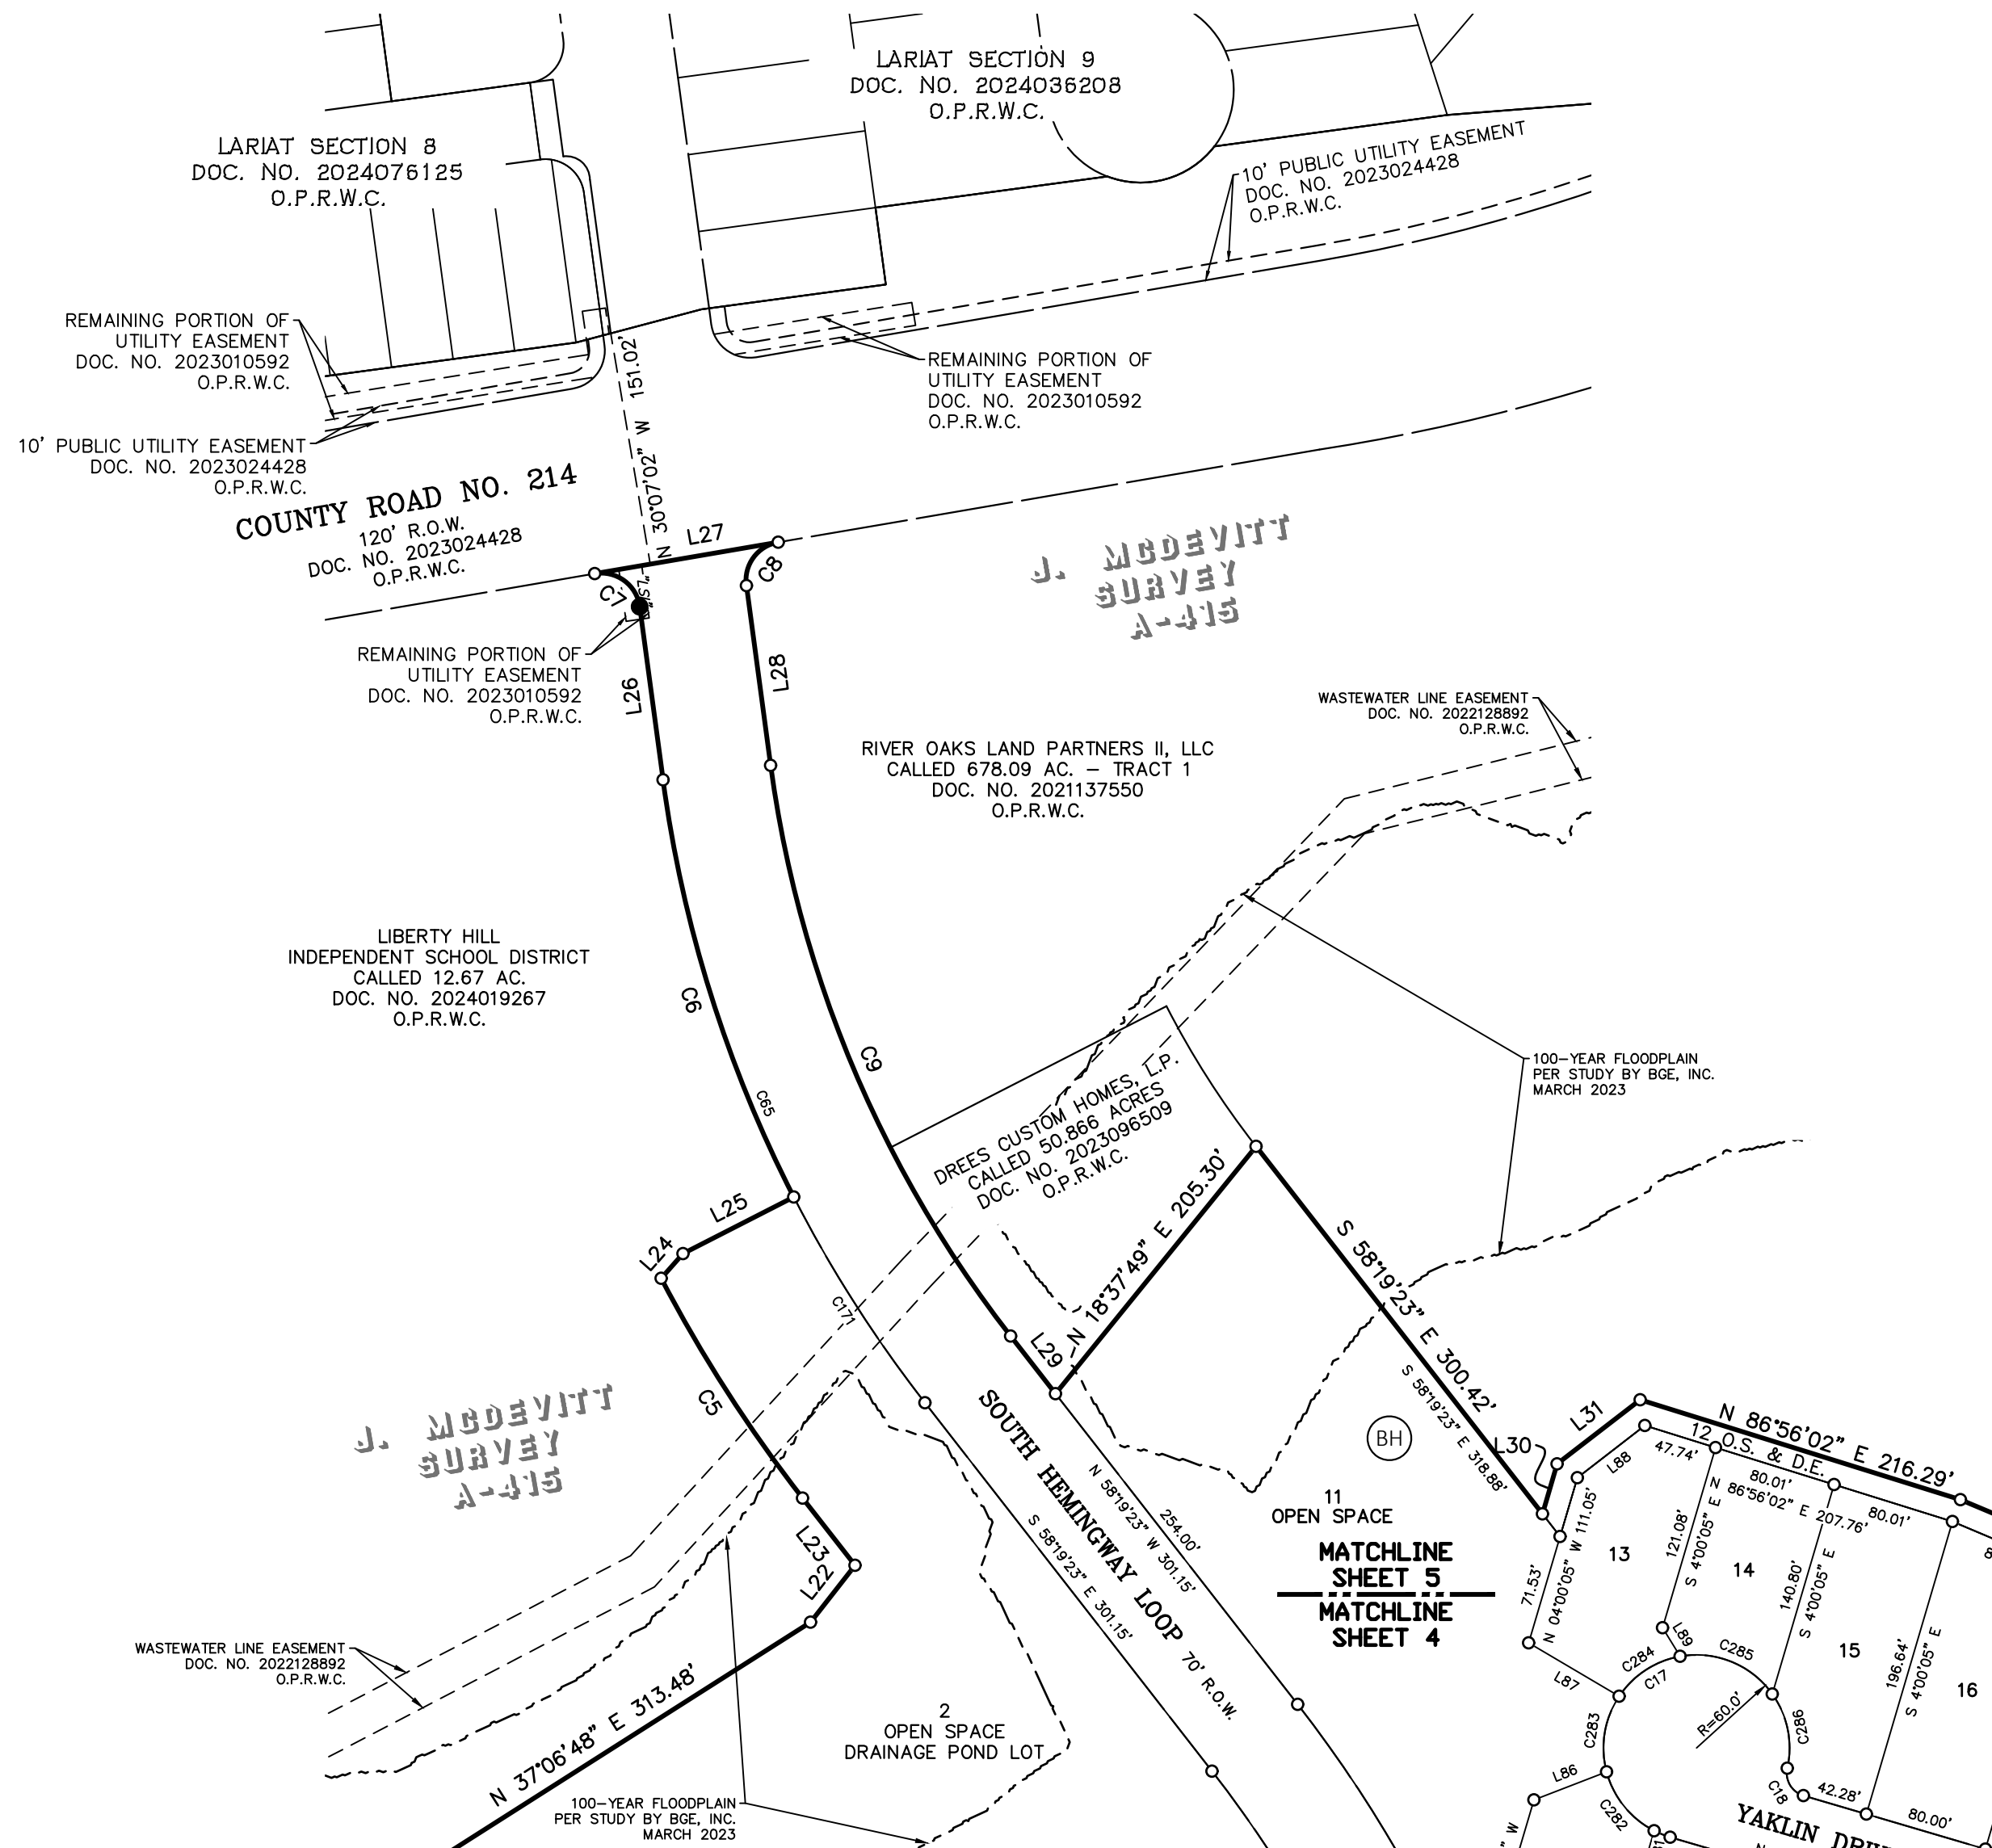 LARIAT SECTION 9
DOC. NO. 2024036208
O.P.R.W.C.
LARIAT SECTION 8
DOC. NO. 2024076125
O.P.R.W.C.
10' PUBLIC UTILITY EASEMENT
DOC. NO. 2023024428
O.P.R.W.C.
REMAINING PORTION OF
UTILITY EASEMENT
DOC. NO. 2023010592
O.P.R.W.C.
REMAINING PORTION OF
UTILITY EASEMENT
DOC. NO. 2023010592
O.P.R.W.C.
10' PUBLIC UTILITY EASEMENT
DOC. NO. 2023024428
O.P.R.W.C.
N 30°07'02" W 151.02'
COUNTY ROAD NO. 214
120' R.O.W.
DOC. NO. 2023024428
O.P.R.W.C.
L27
C8
C7
J. MCDEVITT
SURVEY
A-415
REMAINING PORTION OF
UTILITY EASEMENT
DOC. NO. 2023010592
O.P.R.W.C.
L26
L28
WASTEWATER LINE EASEMENT
DOC. NO. 2022128892
O.P.R.W.C.
RIVER OAKS LAND PARTNERS II, LLC
CALLED 678.09 AC. – TRACT 1
DOC. NO. 2021137550
O.P.R.W.C.
LIBERTY HILL
INDEPENDENT SCHOOL DISTRICT
CALLED 12.67 AC.
DOC. NO. 2024019267
O.P.R.W.C.
C6
C9
C65
100-YEAR FLOODPLAIN
PER STUDY BY BGE, INC.
MARCH 2023
DREES CUSTOM HOMES, L.P.
CALLED 50.866 ACRES
DOC. NO. 2023096509
O.P.R.W.C.
L25
L24
N 18°37'49" E 205.30'
S 58°19'23" E 300.42'
S 58°19'23" E 318.88'
C171
L29
C5
J. MCDEVITT
SURVEY
A-415
SOUTH HEMINGWAY LOOP 70' R.O.W.
N 58°19'23" W 301.15'
254.00'
S 58°19'23" E 301.15'
BH
11
OPEN SPACE
MATCHLINE
SHEET 5
MATCHLINE
SHEET 4
L30
L31
N 86°56'02" E 216.29'
12 O.S. & D.E.
L88
47.74'
80.01'
N 86°56'02" E 207.76'
80.01'
N 04°00'05" W 111.05'
71.53'
13
121.08'
S 4°00'05" E
14
140.80'
S 4°00'05" E
15
196.64'
S 4°00'05" E
16
L89
C284
C285
C17
L87
R=60.0'
C283
C286
L86
C282
C18
42.28'
80.00'
YAKLIN
L23
L22
WASTEWATER LINE EASEMENT
DOC. NO. 2022128892
O.P.R.W.C.
N 37°06'48" E 313.48'
2
OPEN SPACE
DRAINAGE POND LOT
100-YEAR FLOODPLAIN
PER STUDY BY BGE, INC.
MARCH 2023